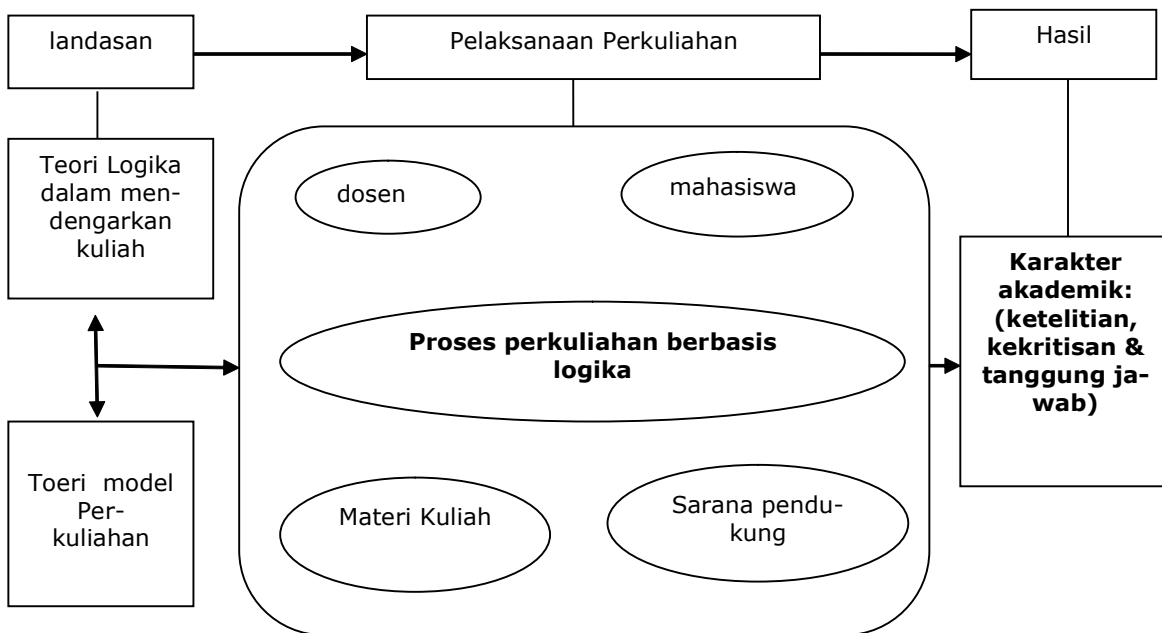 landasan
Pelaksanaan Perkuliahan
Hasil
Teori Logika
dalam men-
dengarkan
kuliah
dosen
mahasiswa
Karakter
akademik:
(ketelitian,
kekritisan &
tanggung ja-
wab)
Proses perkuliahan berbasis
logika
Toeri model
Per-
kuliahan
Materi Kuliah
Sarana pendu-
kung